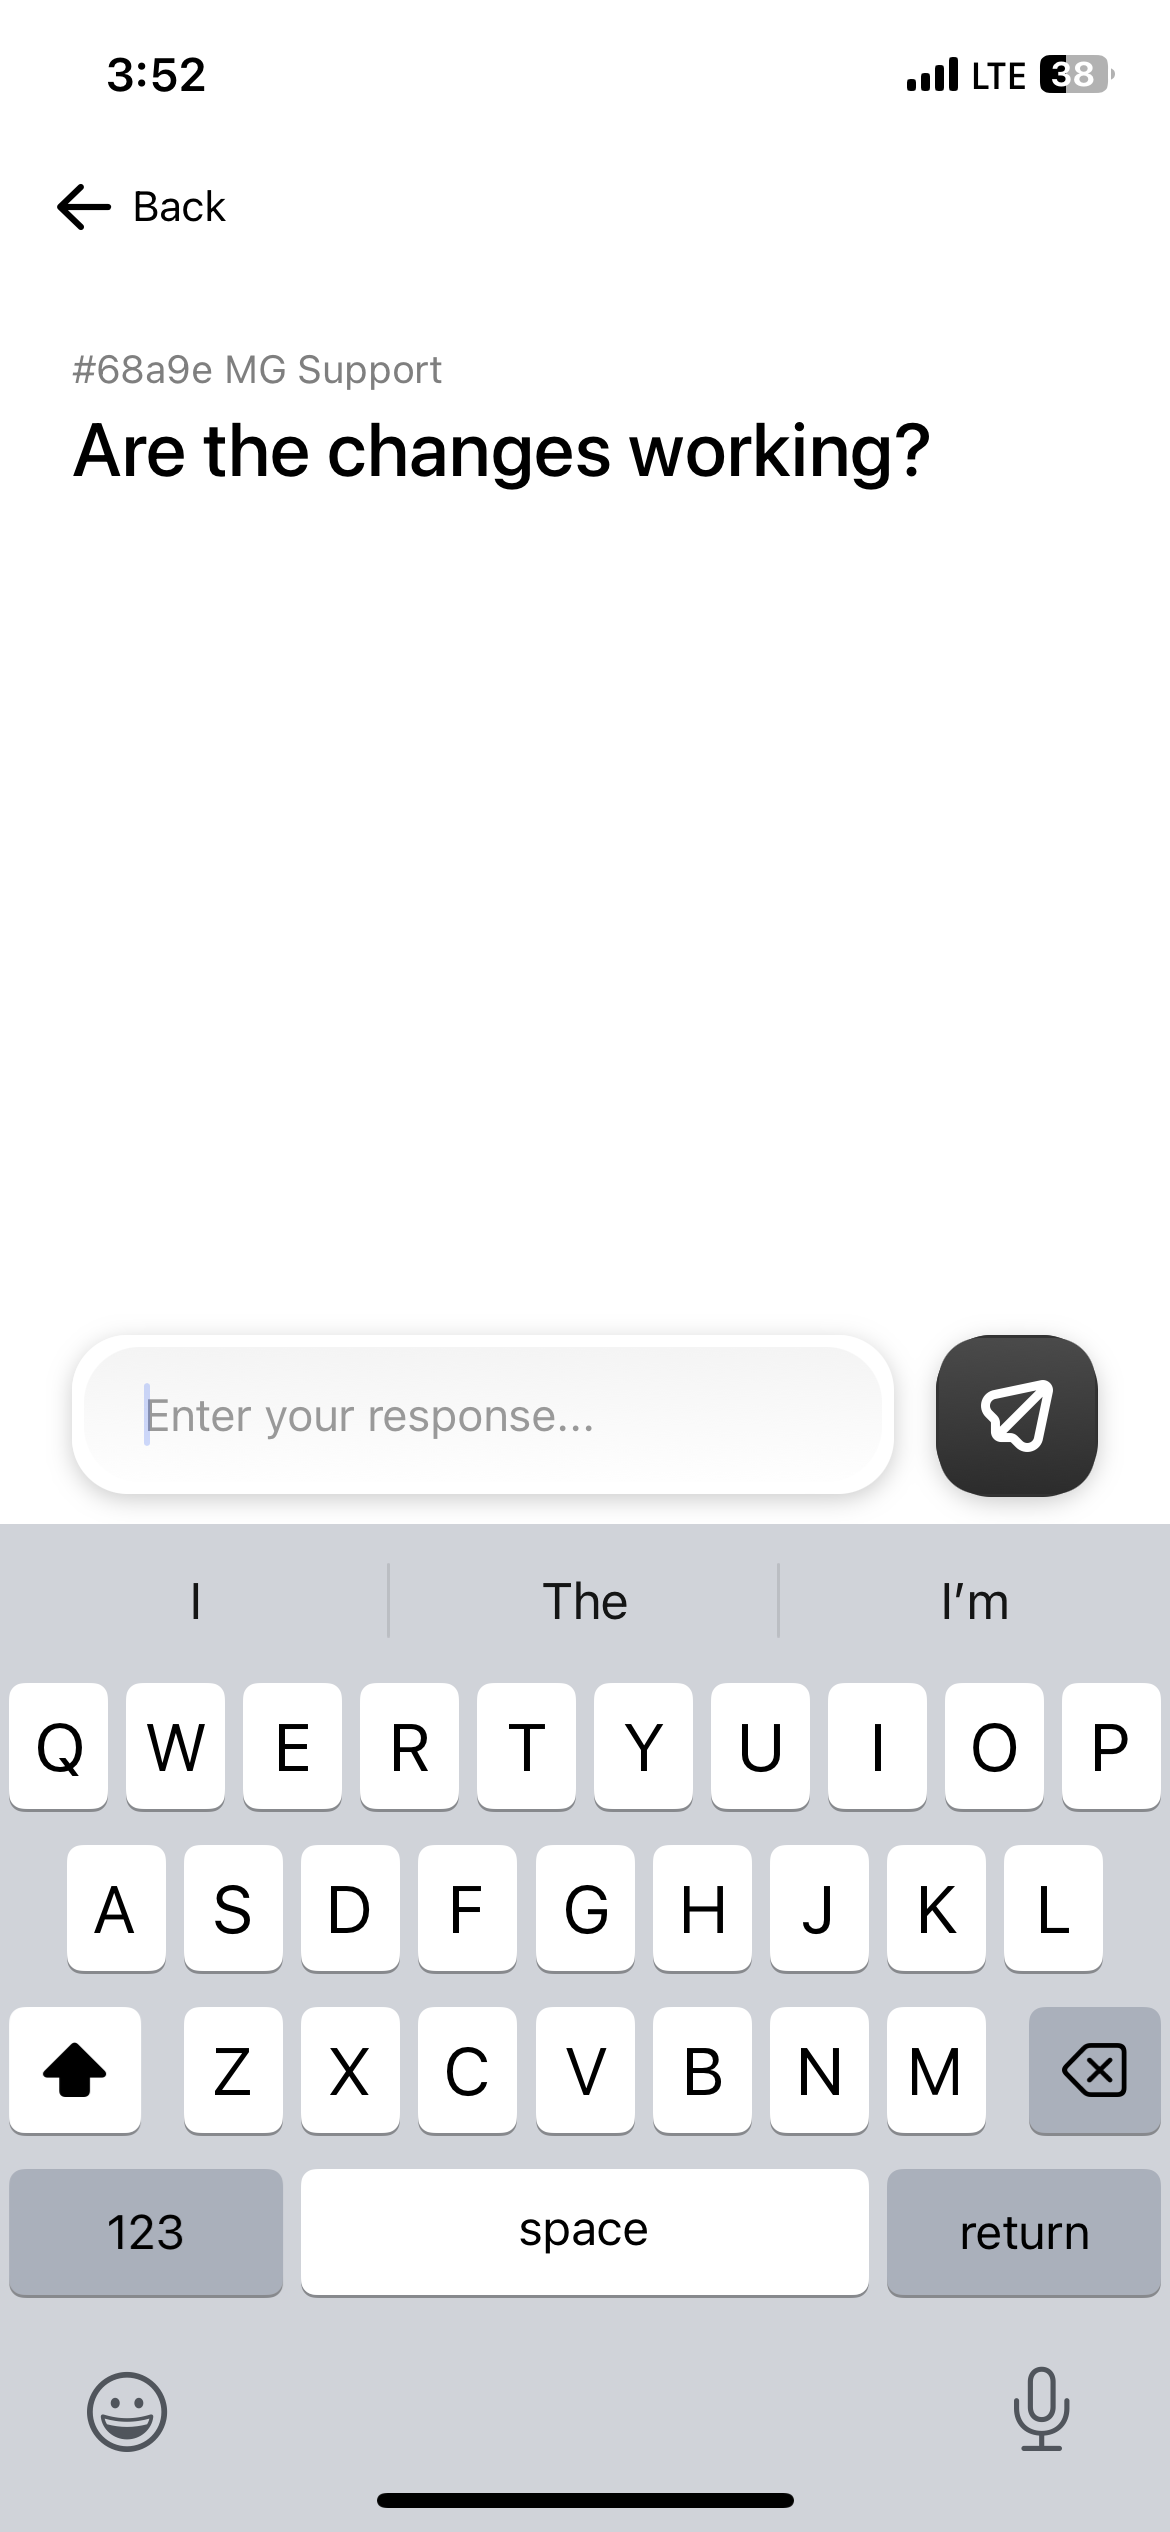 3:52
LTE 38
Back
#68a9e MG Support
Are the changes working?
Enter your response...
I The I’m
Q W E R T Y U I O P
A S D F G H J K L
Z X C V B N M
123 space return